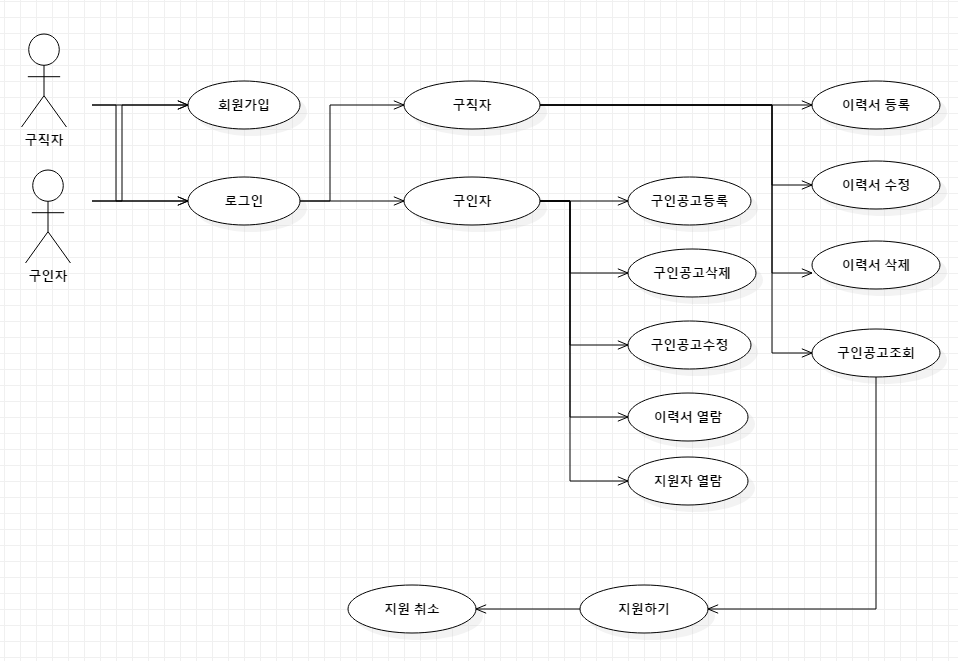 구직자
구인자
회원가입
로그인
구직자
구인자
구인공고등록
구인공고삭제
구인공고수정
이력서 열람
지원자 열람
이력서 등록
이력서 수정
이력서 삭제
구인공고조회
지원하기
지원 취소